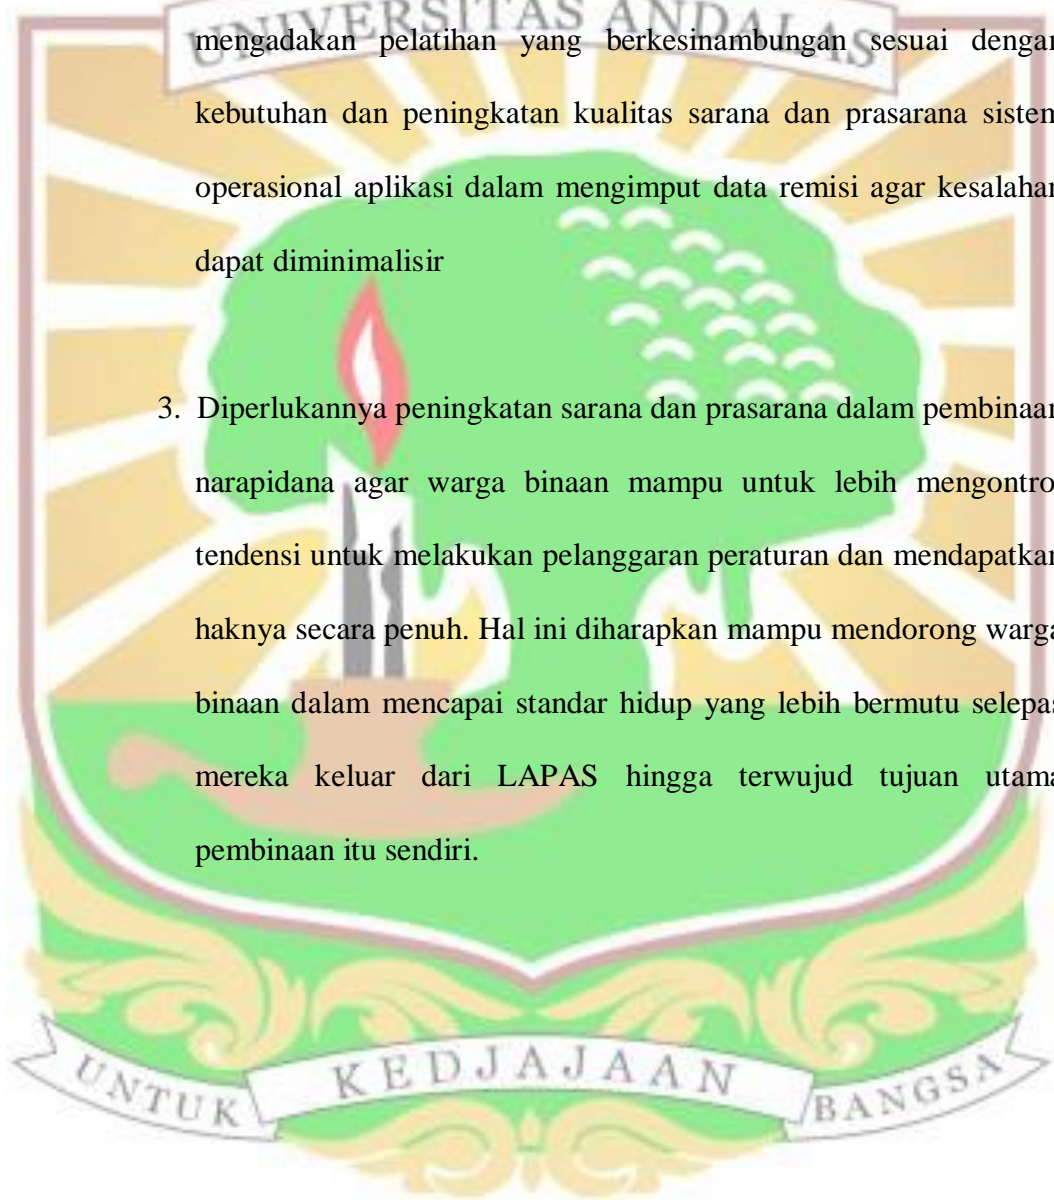 UNIVERSITAS ANDALAS
mengadakan pelatihan yang berkesinambungan sesuai dengan
kebutuhan dan peningkatan kualitas sarana dan prasarana sistem
operasional aplikasi dalam mengimput data remisi agar kesalahan
dapat diminimalisir
3. Diperlukannya peningkatan sarana dan prasarana dalam pembinaan
narapidana agar warga binaan mampu untuk lebih mengontrol
tendensi untuk melakukan pelanggaran peraturan dan mendapatkan
haknya secara penuh. Hal ini diharapkan mampu mendorong warga
binaan dalam mencapai standar hidup yang lebih bermutu selepas
mereka keluar dari LAPAS hingga terwujud tujuan utama
pembinaan itu sendiri.
UNTUK KEDJAJAAN BANGSA